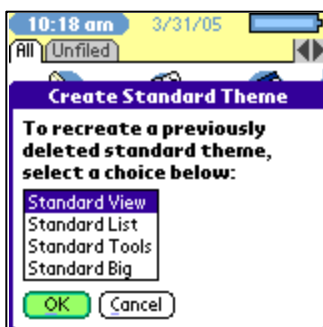 10:18 am 3/31/05
All Unfiled
Create Standard Theme
To recreate a previously
deleted standard theme,
select a choice below:
Standard View
Standard List
Standard Tools
Standard Big
OK Cancel